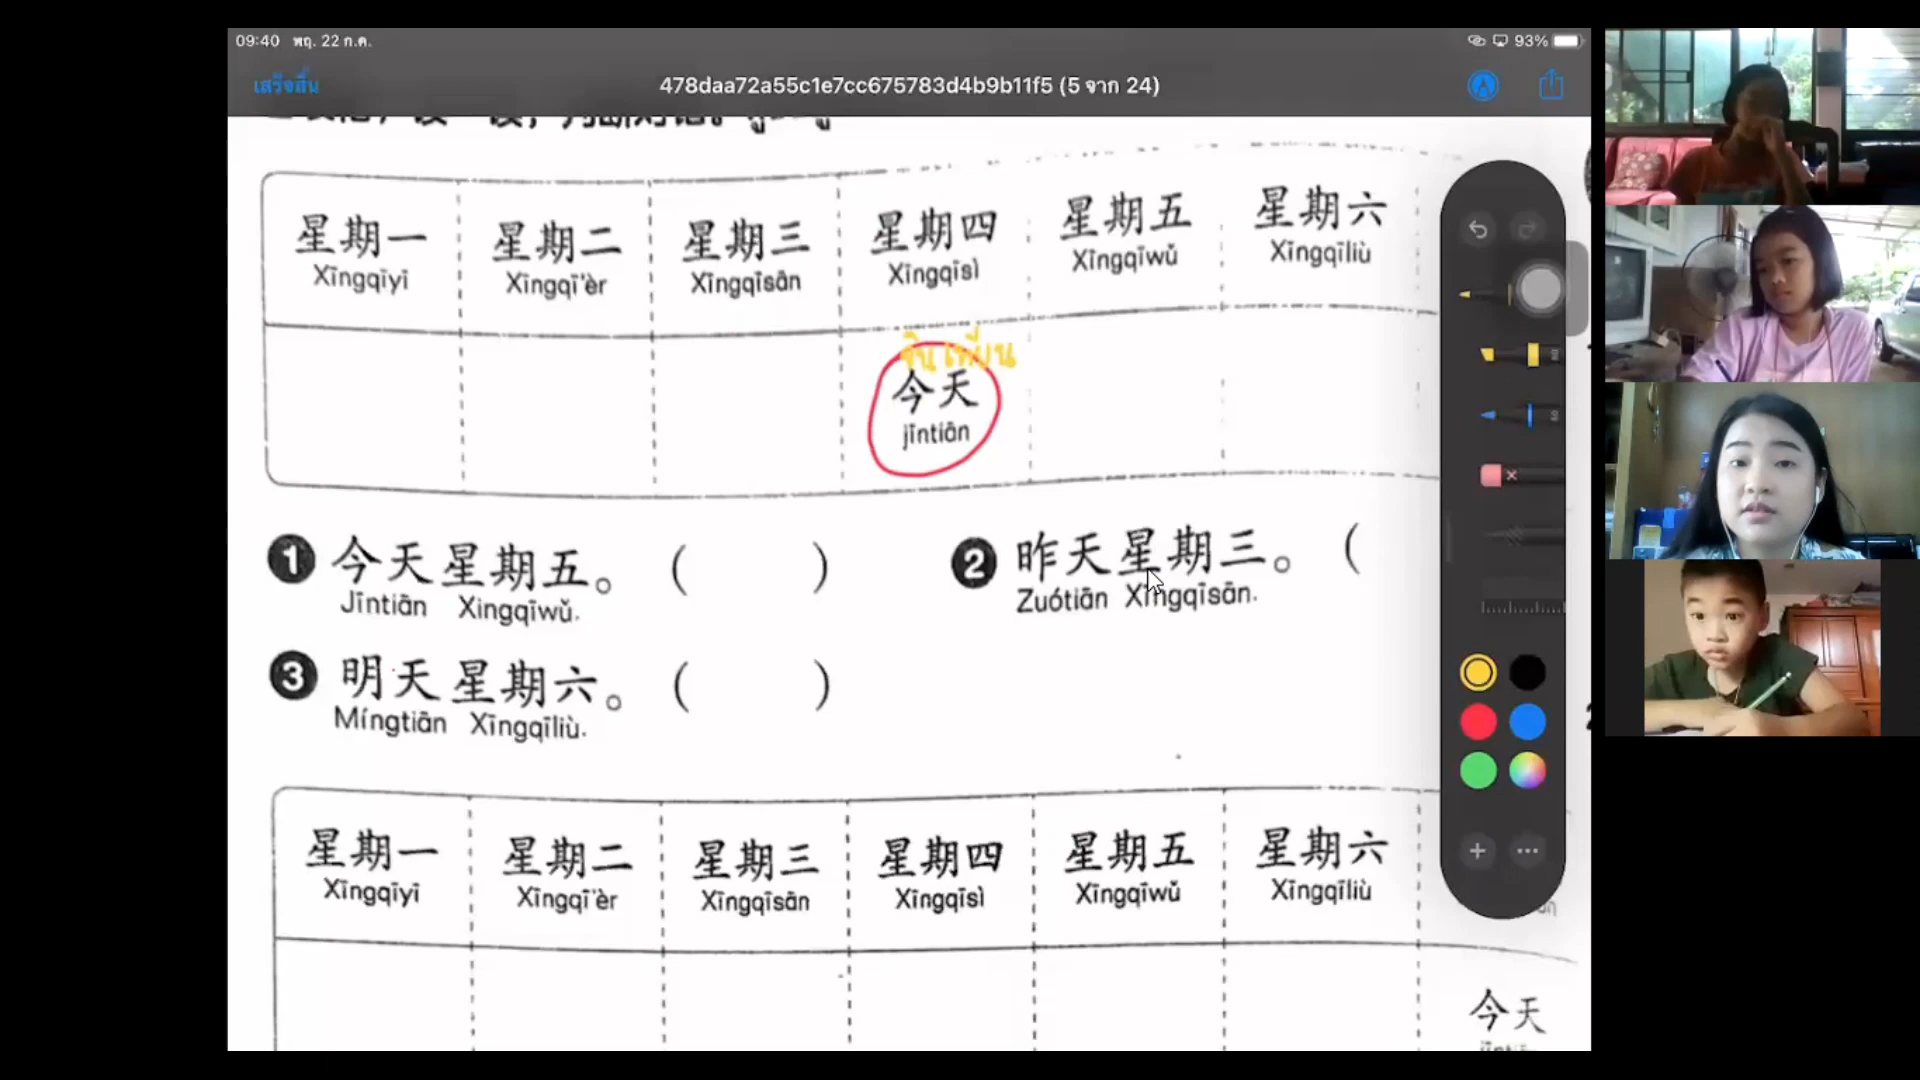 09:40 พฤ. 22 ก.ค.
93%
เสร็จสิ้น
478daa72a55c1e7cc675783d4b9b11f5 (5 จาก 24)
星期一 星期二 星期三 星期四 星期五 星期六
Xīngqīyī Xīngqī'èr Xīngqīsān Xīngqīsì Xīngqīwǔ Xīngqīliù
จินเทียน
今天
jīntiān
1 今天星期五。 ( )
Jīntiān Xīngqīwǔ.
2 昨天星期三。 (
Zuótiān Xīngqīsān.
3 明天星期六。 ( )
Míngtiān Xīngqīliù.
星期一 星期二 星期三 星期四 星期五 星期六
Xīngqīyī Xīngqī'èr Xīngqīsān Xīngqīsì Xīngqīwǔ Xīngqīliù
今天